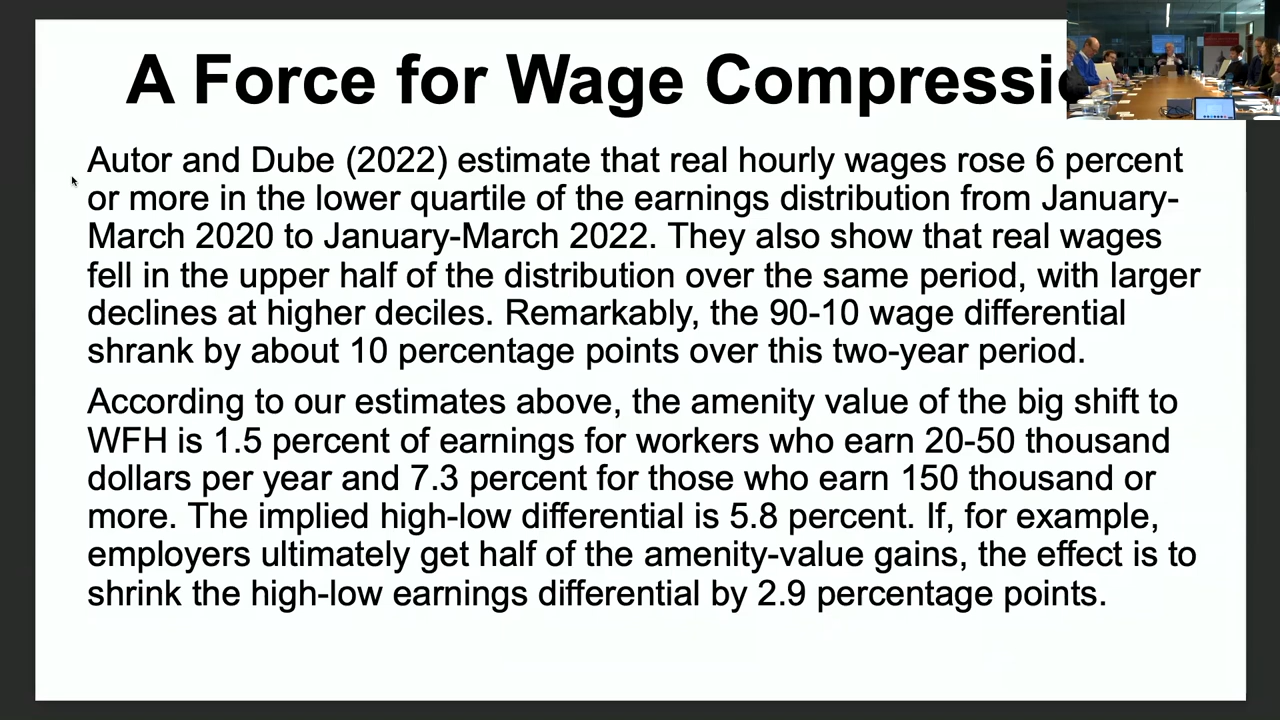 A Force for Wage Compressi
Autor and Dube (2022) estimate that real hourly wages rose 6 percent
or more in the lower quartile of the earnings distribution from January-
March 2020 to January-March 2022. They also show that real wages
fell in the upper half of the distribution over the same period, with larger
declines at higher deciles. Remarkably, the 90-10 wage differential
shrank by about 10 percentage points over this two-year period.
According to our estimates above, the amenity value of the big shift to
WFH is 1.5 percent of earnings for workers who earn 20-50 thousand
dollars per year and 7.3 percent for those who earn 150 thousand or
more. The implied high-low differential is 5.8 percent. If, for example,
employers ultimately get half of the amenity-value gains, the effect is to
shrink the high-low earnings differential by 2.9 percentage points.